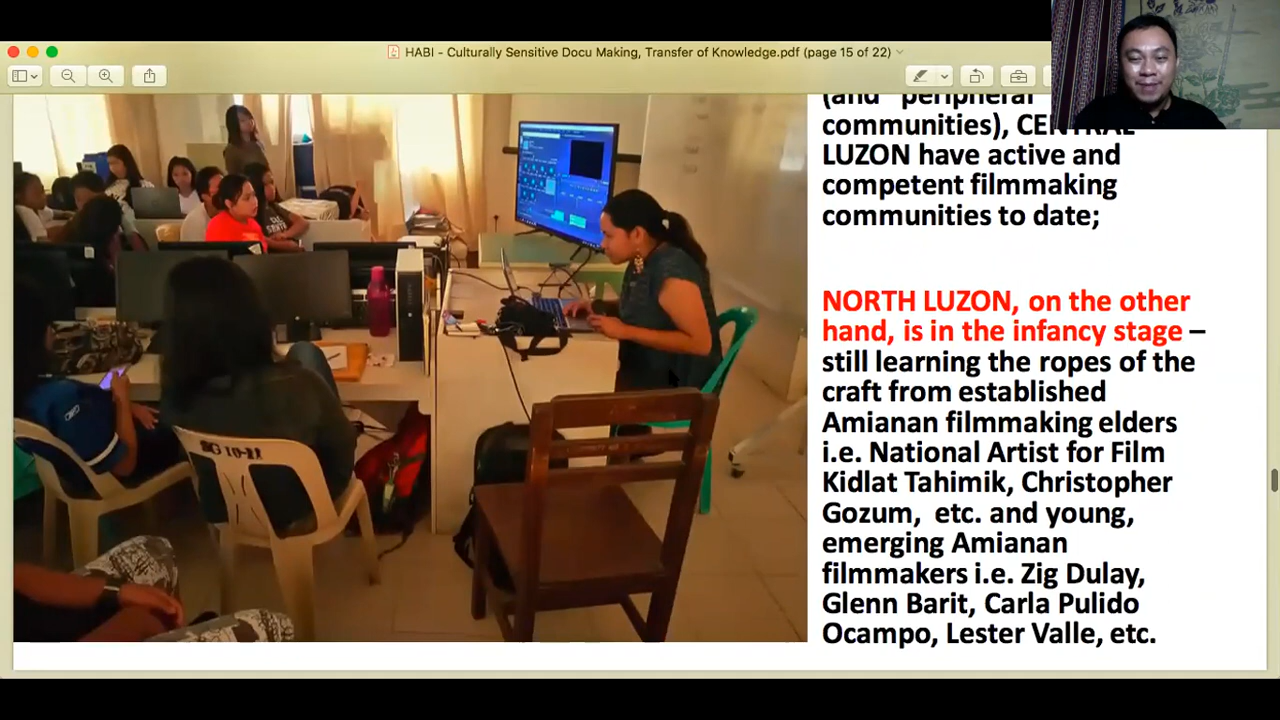 HABI - Culturally Sensitive Docu Making, Transfer of Knowledge.pdf (page 15 of 22)
(and peripheral
communities), CENTRAL
LUZON have active and
competent filmmaking
communities to date;
NORTH LUZON, on the other
hand, is in the infancy stage –
still learning the ropes of the
craft from established
Amianan filmmaking elders
i.e. National Artist for Film
Kidlat Tahimik, Christopher
Gozum, etc. and young,
emerging Amianan
filmmakers i.e. Zig Dulay,
Glenn Barit, Carla Pulido
Ocampo, Lester Valle, etc.